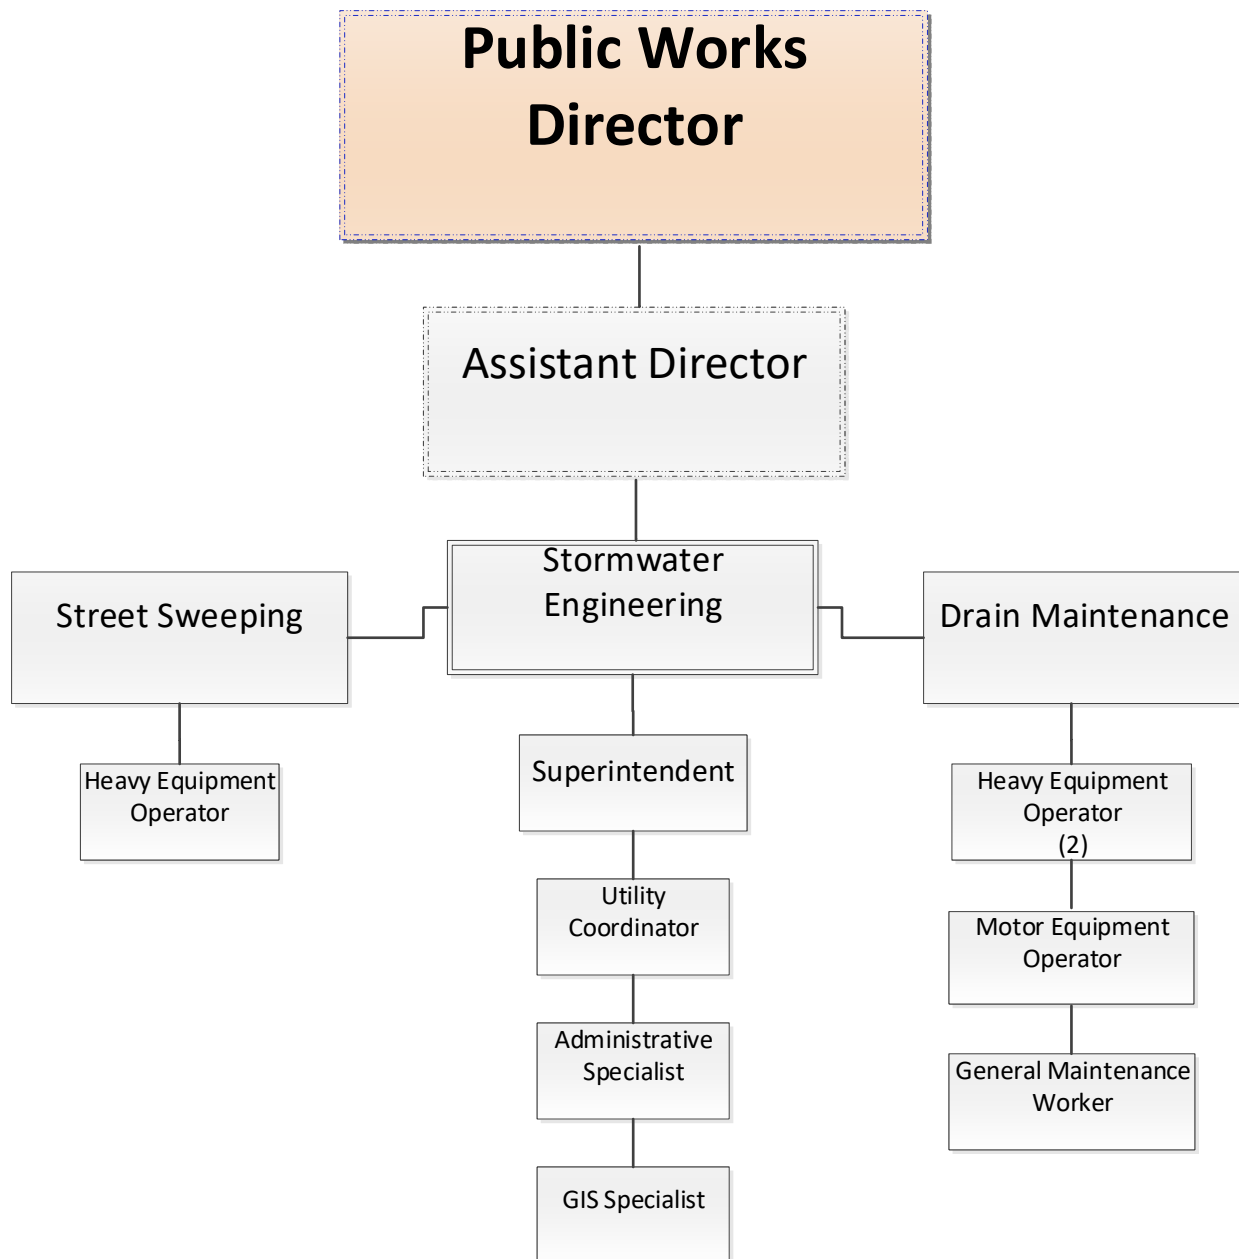 Public Works
Director
Assistant Director
Stormwater
Engineering
Street Sweeping
Drain Maintenance
Heavy Equipment
Operator
Superintendent
Utility
Coordinator
Administrative
Specialist
GIS Specialist
Heavy Equipment
Operator
(2)
Motor Equipment
Operator
General Maintenance
Worker